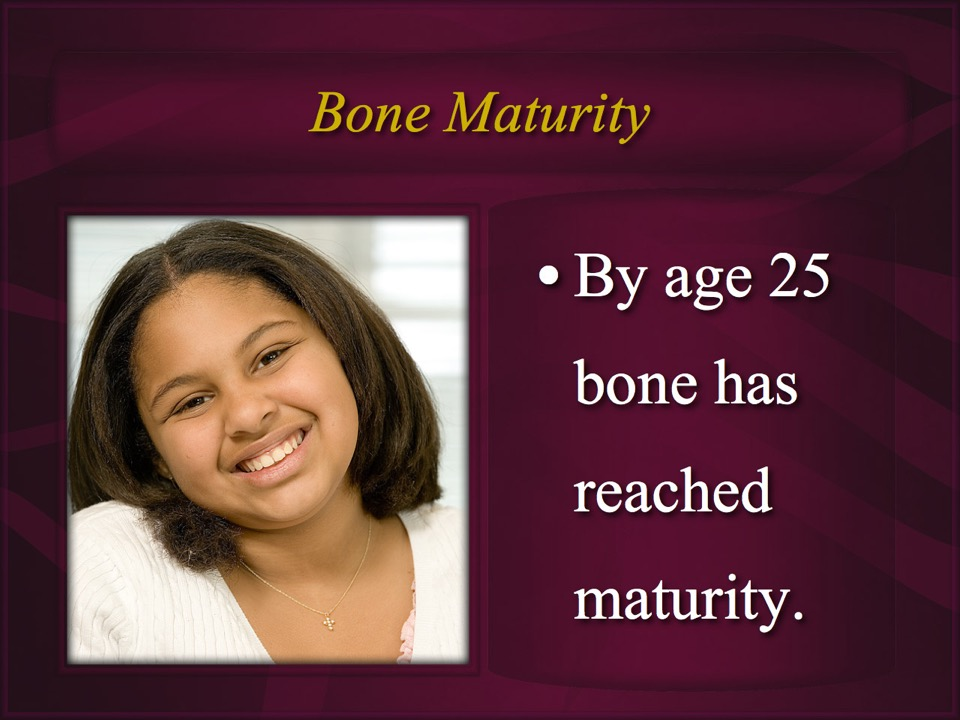 Bone Maturity
• By age 25
bone has
reached
maturity.